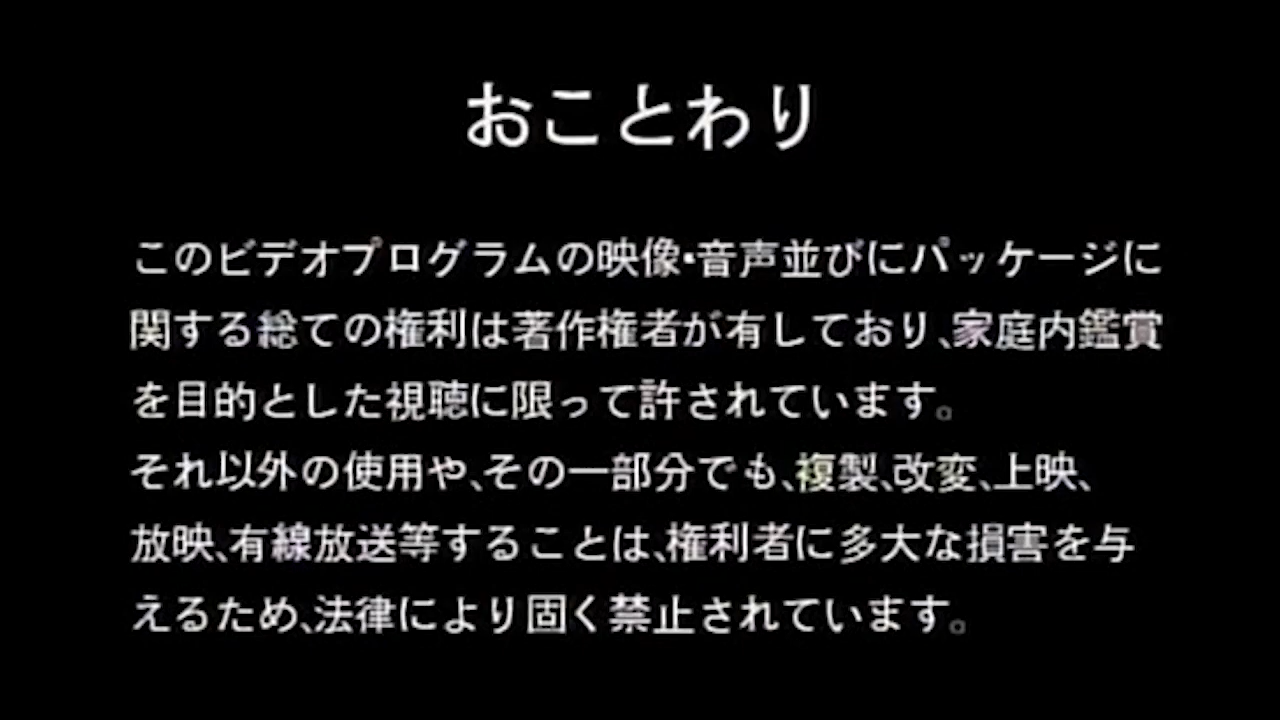 おことわり
このビデオプログラムの映像・音声並びにパッケージに
関する総ての権利は著作権者が有しており、家庭内鑑賞
を目的とした視聴に限って許されています。
それ以外の使用や、その一部分でも、複製、改変、上映、
放映、有線放送等することは、権利者に多大な損害を与
えるため、法律により固く禁止されています。